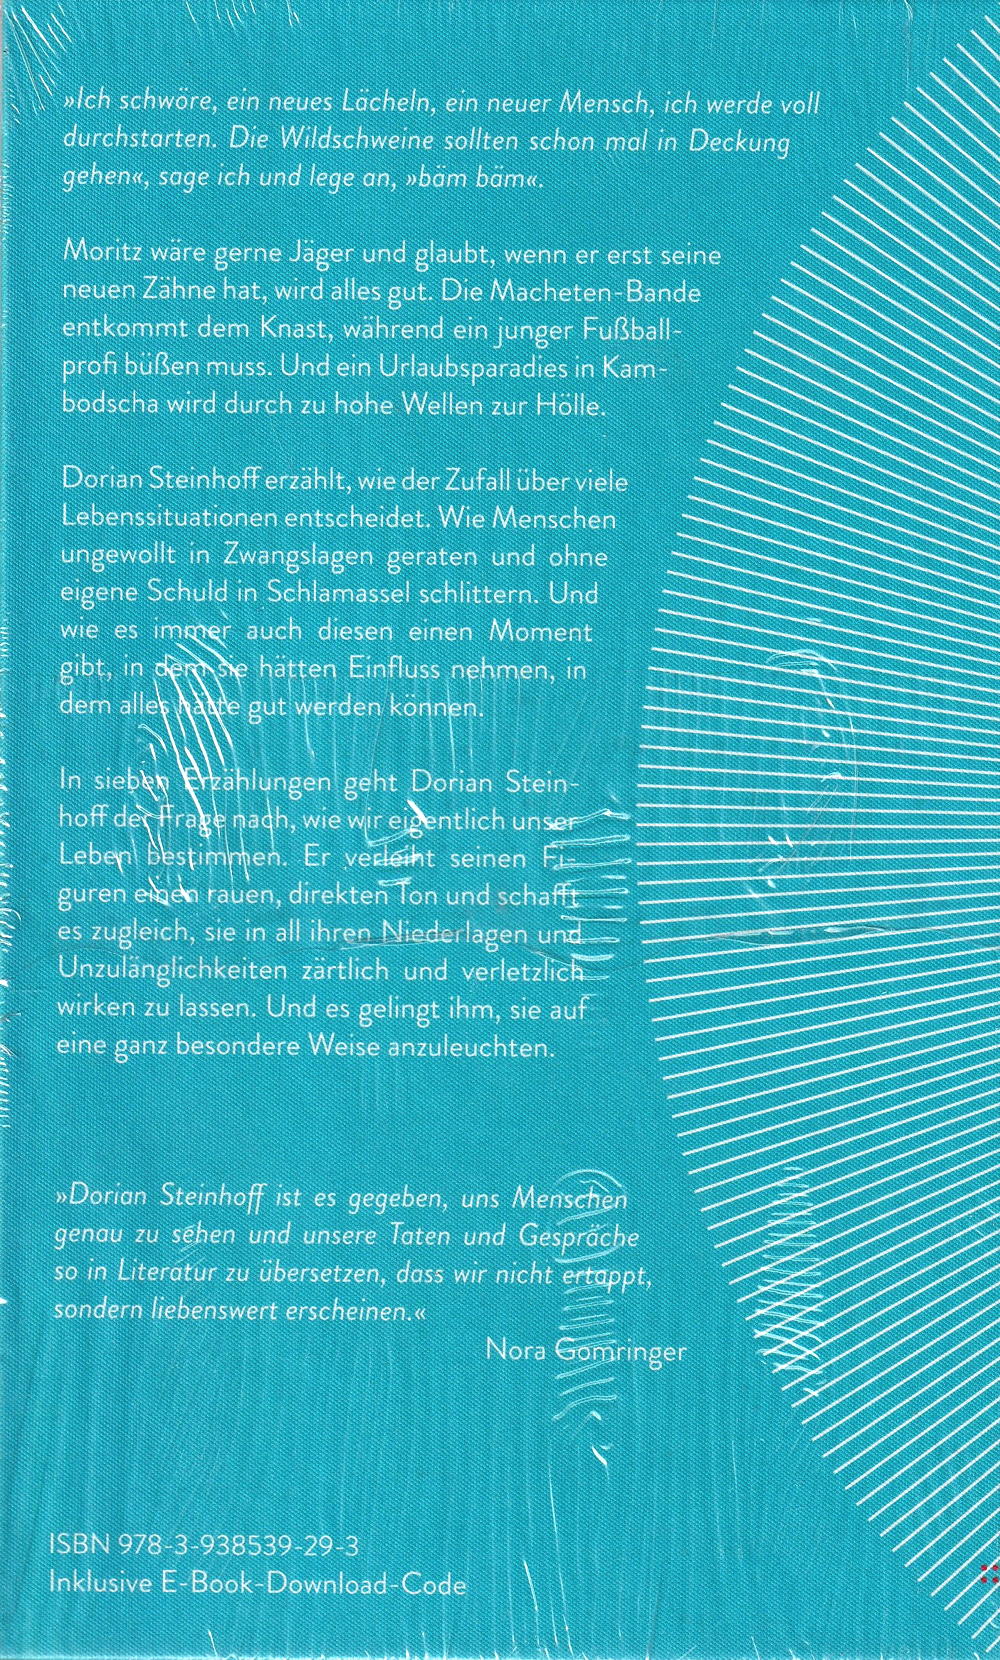 »Ich schwöre, ein neues Lächeln, ein neuer Mensch, ich werde voll
durchstarten. Die Wildschweine sollten schon mal in Deckung
gehen«, sage ich und lege an, »bäm bäm«.
Moritz wäre gerne Jäger und glaubt, wenn er erst seine
neuen Zähne hat, wird alles gut. Die Macheten-Bande
entkommt dem Knast, während ein junger Fußball-
profi büßen muss. Und ein Urlaubsparadies in Kam-
bodscha wird durch zu hohe Wellen zur Hölle.
Dorian Steinhoff erzählt, wie der Zufall über viele
Lebenssituationen entscheidet. Wie Menschen
ungewollt in Zwangslagen geraten und ohne
eigene Schuld in Schlamassel schlittern. Und
wie es immer auch diesen einen Moment
gibt, in dem sie hätten Einfluss nehmen, in
dem alles hätte gut werden können.
In sieben Erzählungen geht Dorian Stein-
hoff der Frage nach, wie wir eigentlich unser
Leben bestimmen. Er verleiht seinen Fi-
guren einen rauen, direkten Ton und schafft
es zugleich, sie in all ihren Niederlagen und
Unzulänglichkeiten zärtlich und verletzlich
wirken zu lassen. Und es gelingt ihm, sie auf
eine ganz besondere Weise anzuleuchten.
»Dorian Steinhoff ist es gegeben, uns Menschen
genau zu sehen und unsere Taten und Gespräche
so in Literatur zu übersetzen, dass wir nicht ertappt,
sondern liebenswert erscheinen.«
Nora Gomringer
ISBN 978-3-938539-29-3
Inklusive E-Book-Download-Code